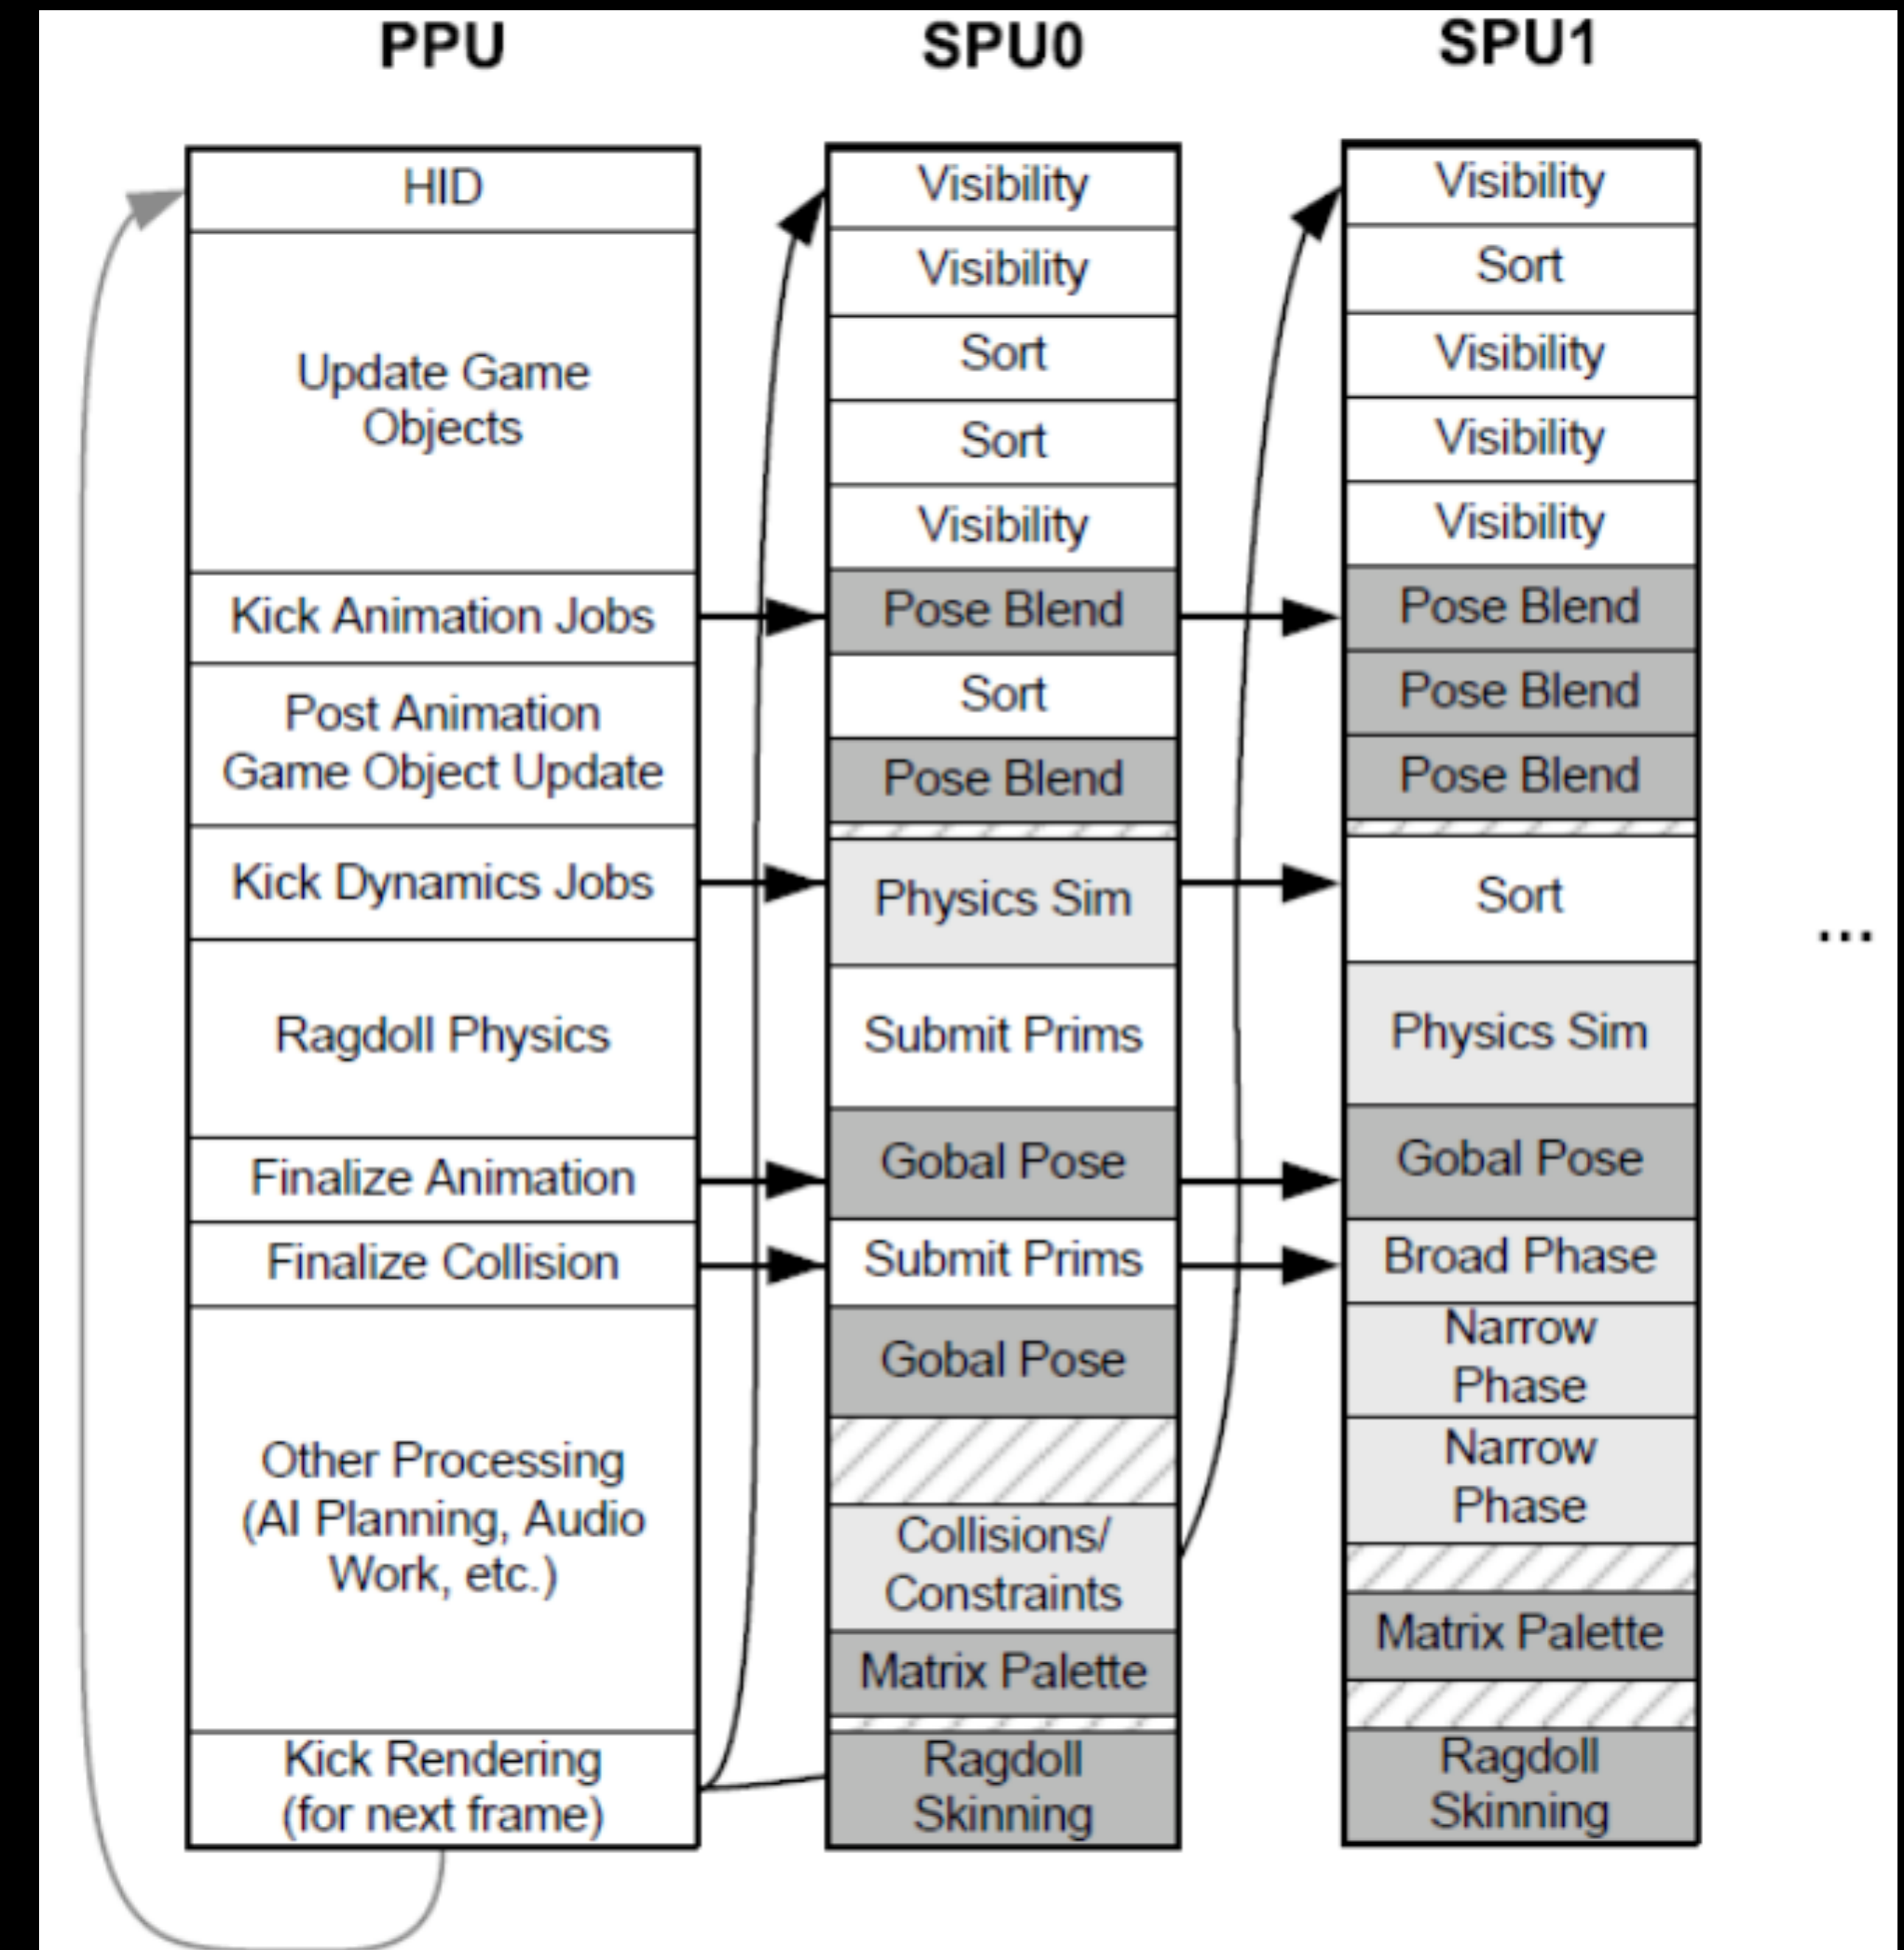 PPU
HID
Update Game
Objects
Kick Animation Jobs
Post Animation
Game Object Update
Kick Dynamics Jobs
Ragdoll Physics
Finalize Animation
Finalize Collision
Other Processing
(AI Planning, Audio
Work, etc.)
Kick Rendering
(for next frame)
SPU0
Visibility
Visibility
Sort
Sort
Visibility
Pose Blend
Sort
Pose Blend
Physics Sim
Submit Prims
Gobal Pose
Submit Prims
Gobal Pose
Collisions/
Constraints
Matrix Palette
Ragdoll
Skinning
SPU1
Visibility
Sort
Visibility
Visibility
Visibility
Pose Blend
Pose Blend
Pose Blend
Sort
Physics Sim
Gobal Pose
Broad Phase
Narrow
Phase
Narrow
Phase
Matrix Palette
Ragdoll
Skinning
...